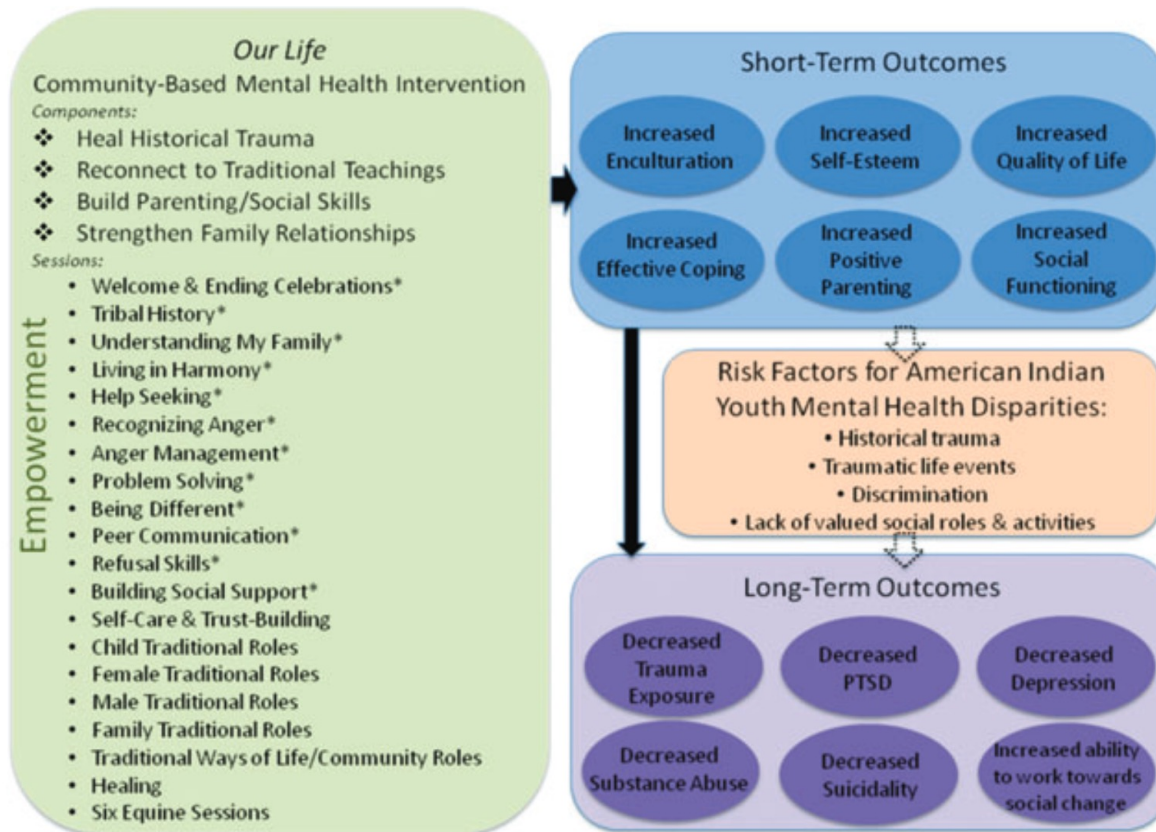 Our Life
Community-Based Mental Health Intervention
Components:
❖ Heal Historical Trauma
❖ Reconnect to Traditional Teachings
❖ Build Parenting/Social Skills
❖ Strengthen Family Relationships
Sessions:
• Welcome & Ending Celebrations*
• Tribal History*
• Understanding My Family*
• Living in Harmony*
• Help Seeking*
• Recognizing Anger*
• Anger Management*
• Problem Solving*
• Being Different*
• Peer Communication*
• Refusal Skills*
• Building Social Support*
• Self-Care & Trust-Building
• Child Traditional Roles
• Female Traditional Roles
• Male Traditional Roles
• Family Traditional Roles
• Traditional Ways of Life/Community Roles
• Healing
• Six Equine Sessions
Empowerment
Short-Term Outcomes
Increased
Enculturation
Increased
Self-Esteem
Increased
Quality of Life
Increased
Effective Coping
Increased
Positive
Parenting
Increased
Social
Functioning
Risk Factors for American Indian
Youth Mental Health Disparities:
• Historical trauma
• Traumatic life events
• Discrimination
• Lack of valued social roles & activities
Long-Term Outcomes
Decreased
Trauma
Exposure
Decreased
PTSD
Decreased
Depression
Decreased
Substance Abuse
Decreased
Suicidality
Increased ability
to work towards
social change